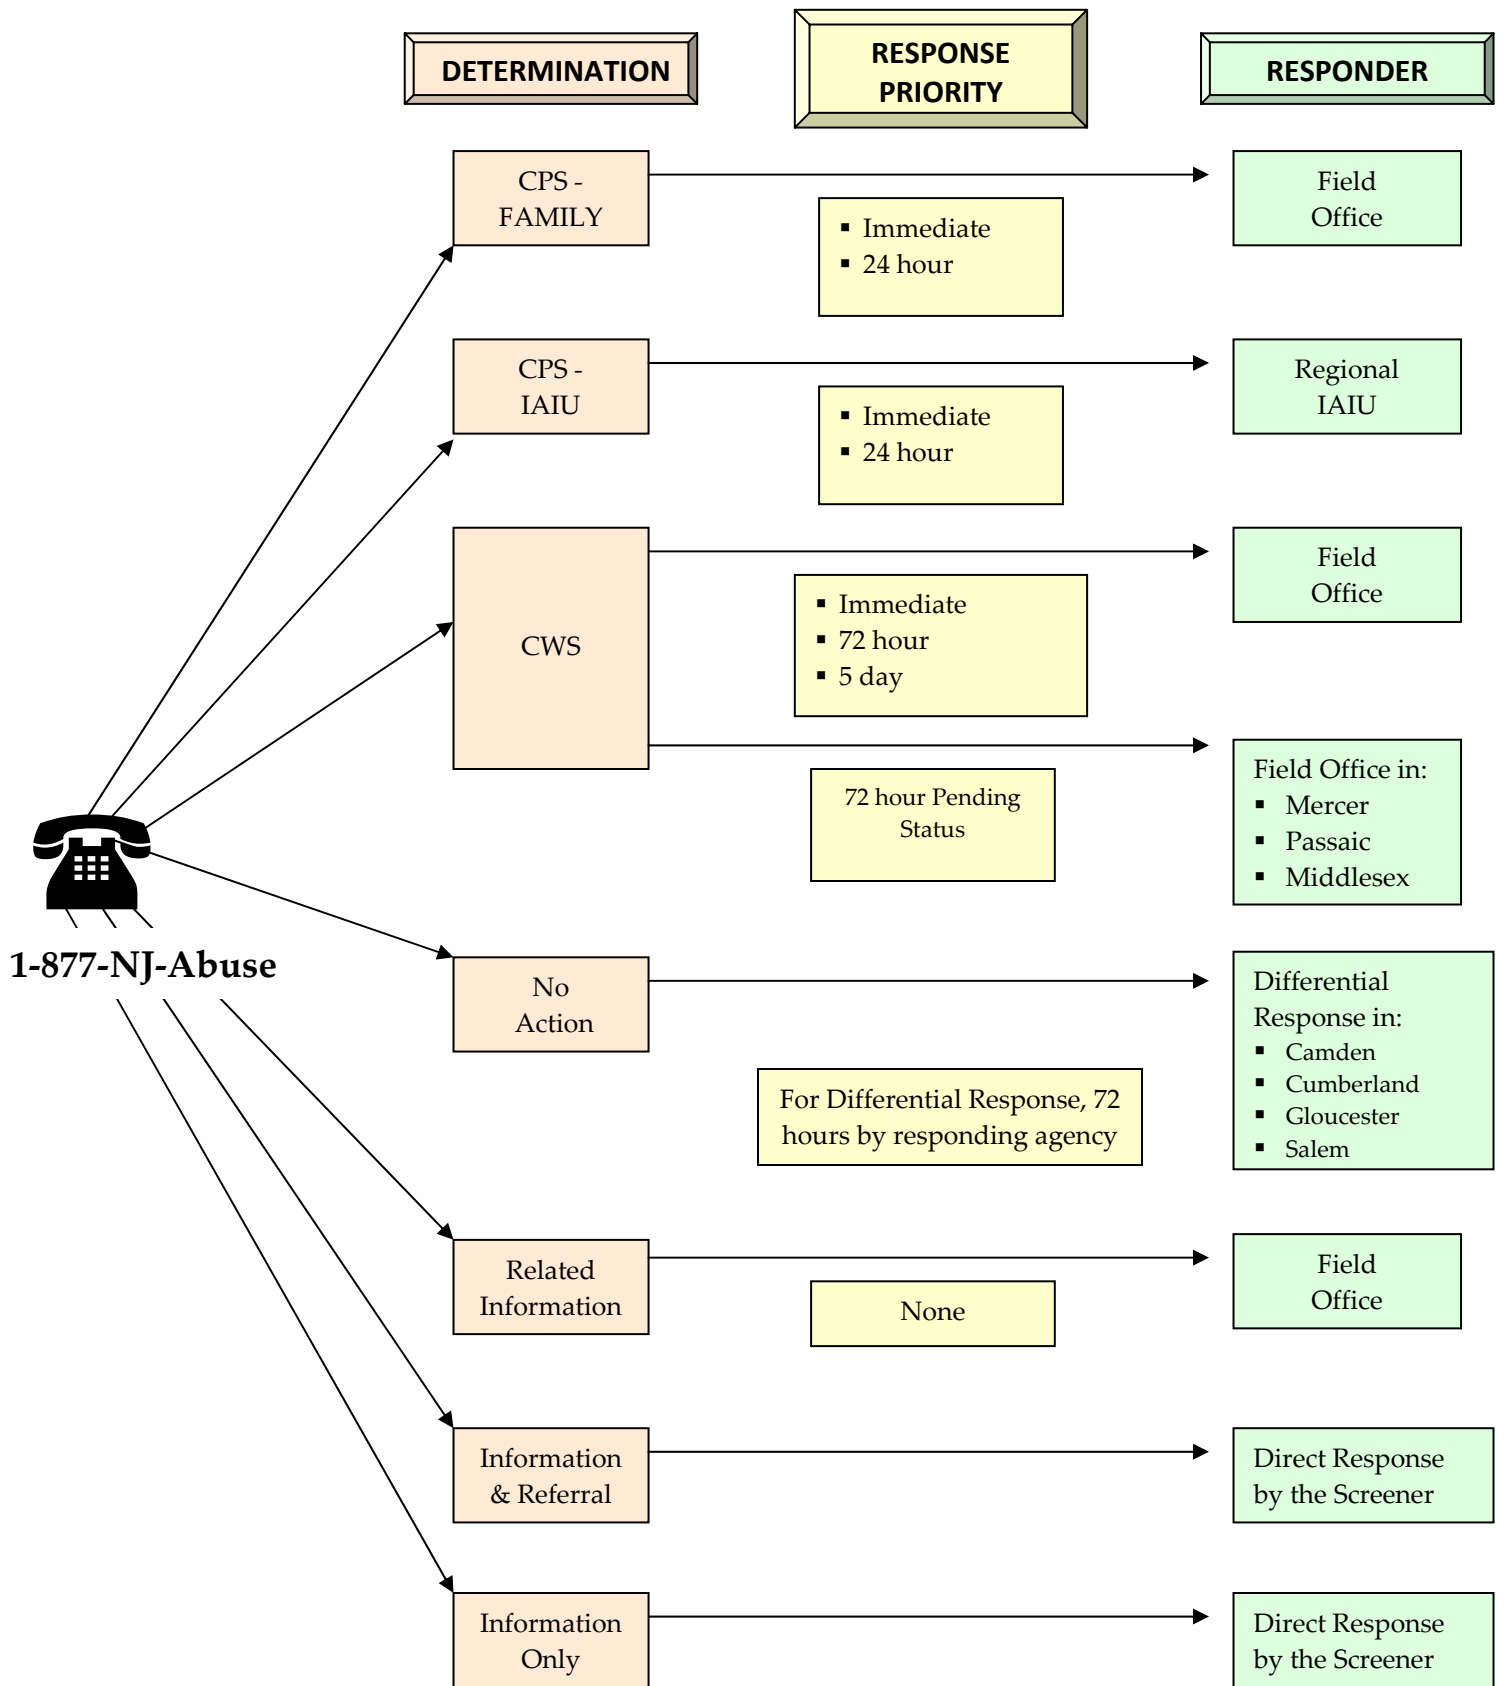 DETERMINATION
RESPONSE
PRIORITY
RESPONDER
CPS -
FAMILY
▪ Immediate
▪ 24 hour
Field
Office
CPS -
IAIU
▪ Immediate
▪ 24 hour
Regional
IAIU
CWS
▪ Immediate
▪ 72 hour
▪ 5 day
Field
Office
72 hour Pending
Status
Field Office in:
▪ Mercer
▪ Passaic
▪ Middlesex
1-877-NJ-Abuse
No
Action
For Differential Response, 72
hours by responding agency
Differential
Response in:
▪ Camden
▪ Cumberland
▪ Gloucester
▪ Salem
Related
Information
None
Field
Office
Information
& Referral
Direct Response
by the Screener
Information
Only
Direct Response
by the Screener